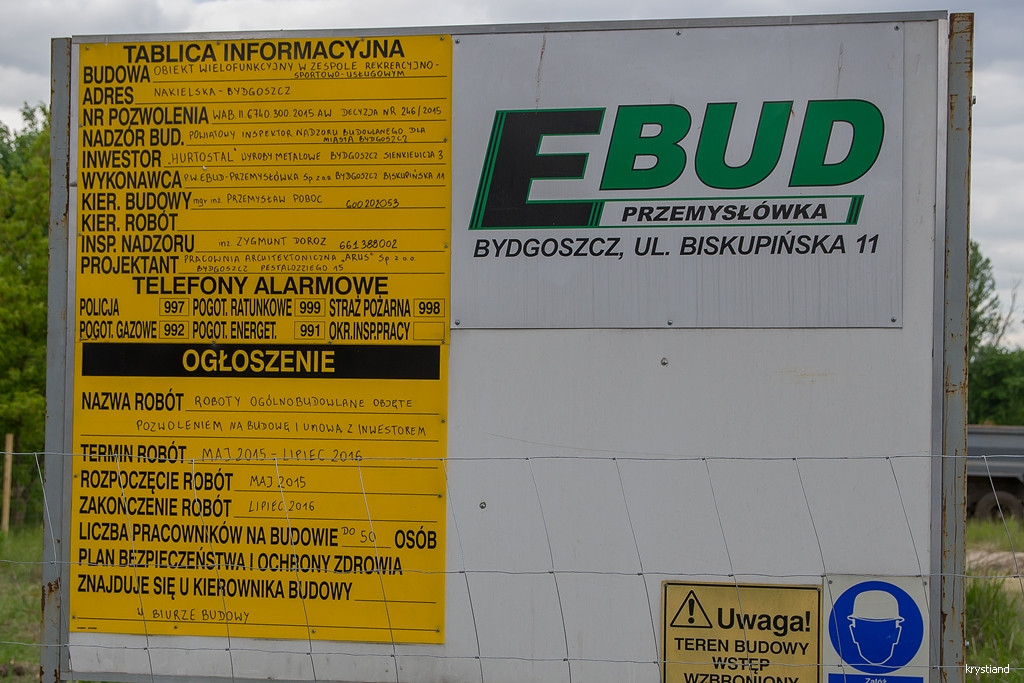 TABLICA INFORMACYJNA
BUDOWA OBIEKT WIELOFUNKCYJNY W ZESPOLE REKREACYJNO-
SPORTOWO-USŁUGOWYM
ADRES NAKIELSKA - BYDGOSZCZ
NR POZWOLENIA WAB.II.6740.300.2015 AW DECYZJA NR 246/2015
NADZÓR BUD. POWIATOWY INSPEKTOR NADZORU BUDOWLANEGO DLA
MIASTA BYDGOSZCZ
INWESTOR "HURTOSTAL" WYROBY METALOWE BYDGOSZCZ SIENKIEWICZA 3
WYKONAWCA P.W. EBUD-PRZEMYSŁÓWKA Sp. z o.o BYDGOSZCZ BISKUPIŃSKA 11
KIER. BUDOWY mgr inż. PRZEMYSŁAW POBOC 600202053
KIER. ROBÓT
INSP. NADZORU inż. ZYGMUNT DOROZ 661388002
PROJEKTANT PRACOWNIA ARCHITEKTONICZNA „ARUS" Sp z o.o.
BYDGOSZCZ PESTALOZZIEGO 15
TELEFONY ALARMOWE
POLICJA 997 POGOT. RATUNKOWE 999 STRAŻ POŻARNA 998
POGOT. GAZOWE 992 POGOT. ENERGET. 991 OKR.INSP.PRACY
OGŁOSZENIE
NAZWA ROBÓT ROBOTY OGÓLNOBUDOWLANE OBJĘTE
POZWOLENIEM NA BUDOWĘ I UMOWĄ Z INWESTOREM
TERMIN ROBÓT MAJ 2015 - LIPIEC 2016
ROZPOCZĘCIE ROBÓT MAJ 2015
ZAKOŃCZENIE ROBÓT LIPIEC 2016
LICZBA PRACOWNIKÓW NA BUDOWIE DO 50 OSÓB
PLAN BEZPIECZEŃSTWA I OCHRONY ZDROWIA
ZNAJDUJE SIĘ U KIEROWNIKA BUDOWY
W BIURZE BUDOWY
EBUD
PRZEMYSŁÓWKA
BYDGOSZCZ, UL. BISKUPIŃSKA 11
Uwaga!
TEREN BUDOWY
WSTĘP
WZBRONIONY
Załóż
krystiand